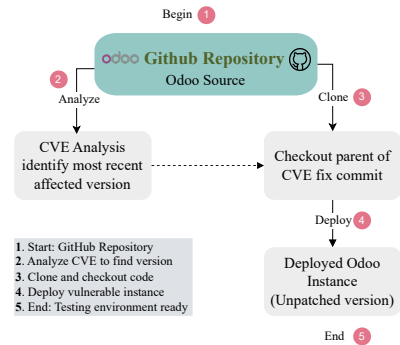 Begin 1
odoo Github Repository
Odoo Source
2
Analyze
Clone 3
CVE Analysis
identify most recent
affected version
Checkout parent of
CVE fix commit
Deploy 4
Deployed Odoo
Instance
(Unpatched version)
1. Start: GitHub Repository
2. Analyze CVE to find version
3. Clone and checkout code
4. Deploy vulnerable instance
5. End: Testing environment ready
End 5